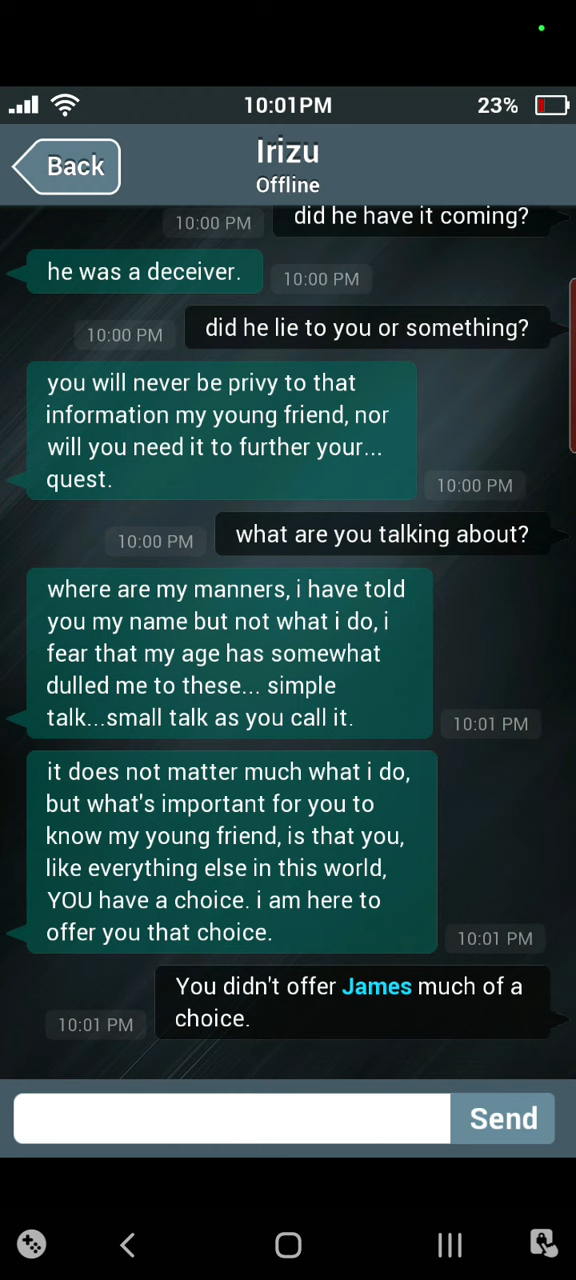 10:01PM
23%
Back
Irizu
Offline
did he have it coming?
10:00 PM
he was a deceiver.
10:00 PM
did he lie to you or something?
10:00 PM
you will never be privy to that
information my young friend, nor
will you need it to further your...
quest.
10:00 PM
what are you talking about?
10:00 PM
where are my manners, i have told
you my name but not what i do, i
fear that my age has somewhat
dulled me to these... simple
talk...small talk as you call it.
10:01 PM
it does not matter much what i do,
but what's important for you to
know my young friend, is that you,
like everything else in this world,
YOU have a choice. i am here to
offer you that choice.
10:01 PM
You didn't offer James much of a
choice.
10:01 PM
Send